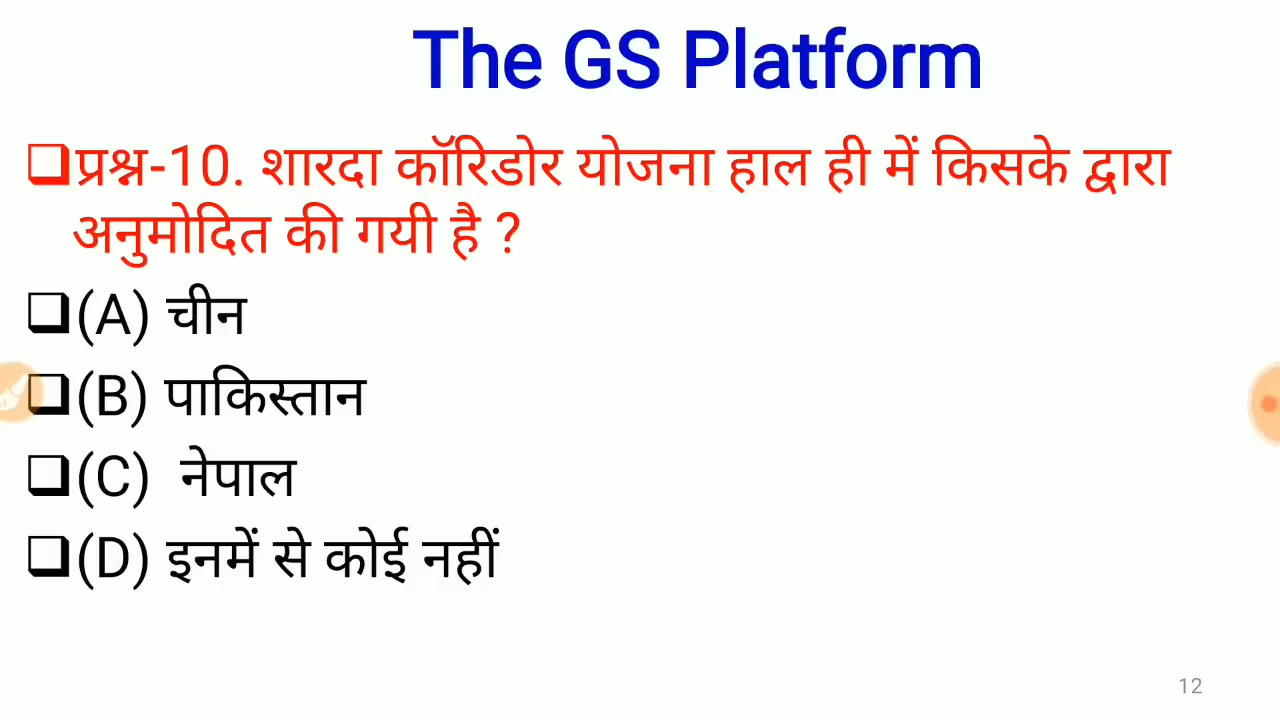 The GS Platform
❑प्रश्न-10. शारदा कॉरिडोर योजना हाल ही में किसके द्वारा
अनुमोदित की गयी है ?
❑(A) चीन
❑(B) पाकिस्तान
❑(C) नेपाल
❑(D) इनमें से कोई नहीं
12